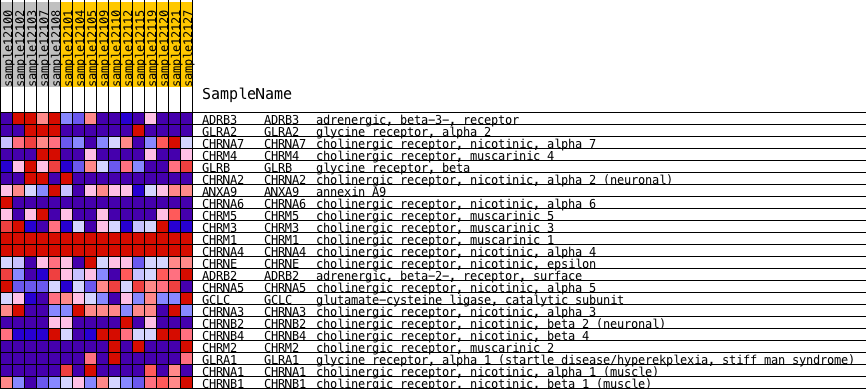 sample12100
sample12102
sample12103
sample12107
sample12108
sample12101
sample12104
sample12105
sample12109
sample12110
sample12112
sample12115
sample12119
sample12120
sample12121
sample12127
SampleName
ADRB3 ADRB3 adrenergic, beta-3-, receptor
GLRA2 GLRA2 glycine receptor, alpha 2
CHRNA7 CHRNA7 cholinergic receptor, nicotinic, alpha 7
CHRM4 CHRM4 cholinergic receptor, muscarinic 4
GLRB GLRB glycine receptor, beta
CHRNA2 CHRNA2 cholinergic receptor, nicotinic, alpha 2 (neuronal)
ANXA9 ANXA9 annexin A9
CHRNA6 CHRNA6 cholinergic receptor, nicotinic, alpha 6
CHRM5 CHRM5 cholinergic receptor, muscarinic 5
CHRM3 CHRM3 cholinergic receptor, muscarinic 3
CHRM1 CHRM1 cholinergic receptor, muscarinic 1
CHRNA4 CHRNA4 cholinergic receptor, nicotinic, alpha 4
CHRNE CHRNE cholinergic receptor, nicotinic, epsilon
ADRB2 ADRB2 adrenergic, beta-2-, receptor, surface
CHRNA5 CHRNA5 cholinergic receptor, nicotinic, alpha 5
GCLC GCLC glutamate-cysteine ligase, catalytic subunit
CHRNA3 CHRNA3 cholinergic receptor, nicotinic, alpha 3
CHRNB2 CHRNB2 cholinergic receptor, nicotinic, beta 2 (neuronal)
CHRNB4 CHRNB4 cholinergic receptor, nicotinic, beta 4
CHRM2 CHRM2 cholinergic receptor, muscarinic 2
GLRA1 GLRA1 glycine receptor, alpha 1 (startle disease/hyperekplexia, stiff man syndrome)
CHRNA1 CHRNA1 cholinergic receptor, nicotinic, alpha 1 (muscle)
CHRNB1 CHRNB1 cholinergic receptor, nicotinic, beta 1 (muscle)